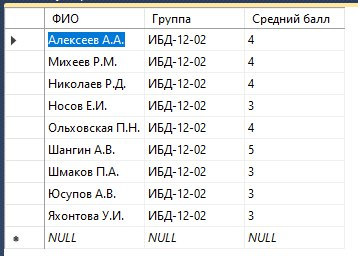 ФИО Группа Средний балл
Алексеев А.А. ИБД-12-02 4
Михеев Р.М. ИБД-12-02 4
Николаев Р.Д. ИБД-12-02 4
Носов Е.И. ИБД-12-02 3
Ольховская П.Н. ИБД-12-02 4
Шангин А.В. ИБД-12-02 5
Шмаков П.А. ИБД-12-02 3
Юсупов А.В. ИБД-12-02 3
Яхонтова У.И. ИБД-12-02 3
NULL NULL NULL